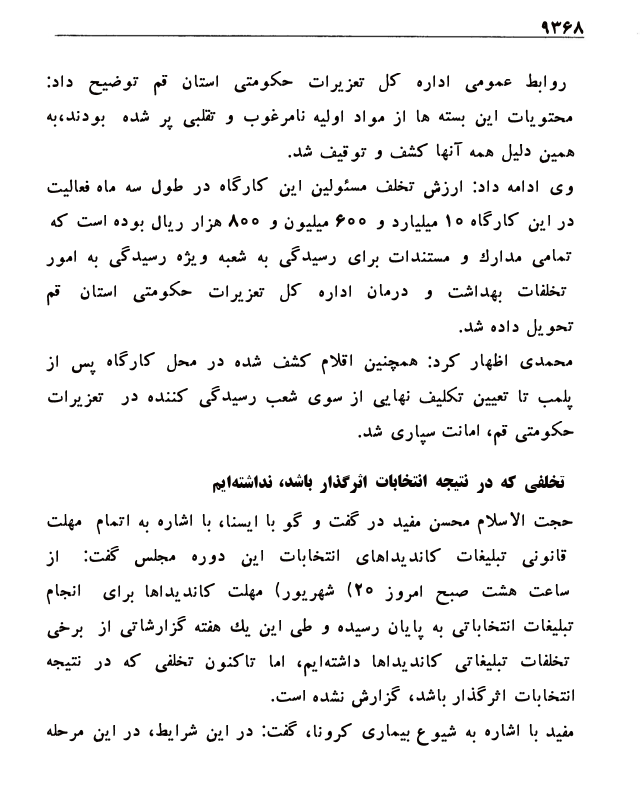 ۹۳۶۸
روابط عمومی اداره کل تعزیرات حکومتی استان قم توضیح داد:
محتویات این بسته ها از مواد اولیه نامرغوب و تقلبی پر شده بودند،به
همین دلیل همه آنها کشف و توقیف شد.
وی ادامه داد: ارزش تخلف مسئولین این کارگاه در طول سه ماه فعالیت
در این کارگاه ۱۰ میلیارد و ۶۰۰ میلیون و ۸۰۰ هزار ریال بوده است که
تمامی مدارک و مستندات برای رسیدگی به شعبه ویژه رسیدگی به امور
تخلفات بهداشت و درمان اداره کل تعزیرات حکومتی استان قم
تحویل داده شد.
محمدی اظهار کرد: همچنین اقلام کشف شده در محل کارگاه پس از
پلمب تا تعیین تکلیف نهایی از سوی شعب رسیدگی کننده در تعزیرات
حکومتی قم، امانت سپاری شد.
تخلفی که در نتیجه انتخابات اثرگذار باشد، نداشته‌ایم
حجت الاسلام محسن مفید در گفت و گو با ایسنا، با اشاره به اتمام مهلت
قانونی تبلیغات کاندیداهای انتخابات این دوره مجلس گفت: از
ساعت هشت صبح امروز ۲۰) شهریور) مهلت کاندیداها برای انجام
تبلیغات انتخاباتی به پایان رسیده و طی این یک هفته گزارشاتی از برخی
تخلفات تبلیغاتی کاندیداها داشته‌ایم، اما تاکنون تخلفی که در نتیجه
انتخابات اثرگذار باشد، گزارش نشده است.
مفید با اشاره به شیوع بیماری کرونا، گفت: در این شرایط، در این مرحله